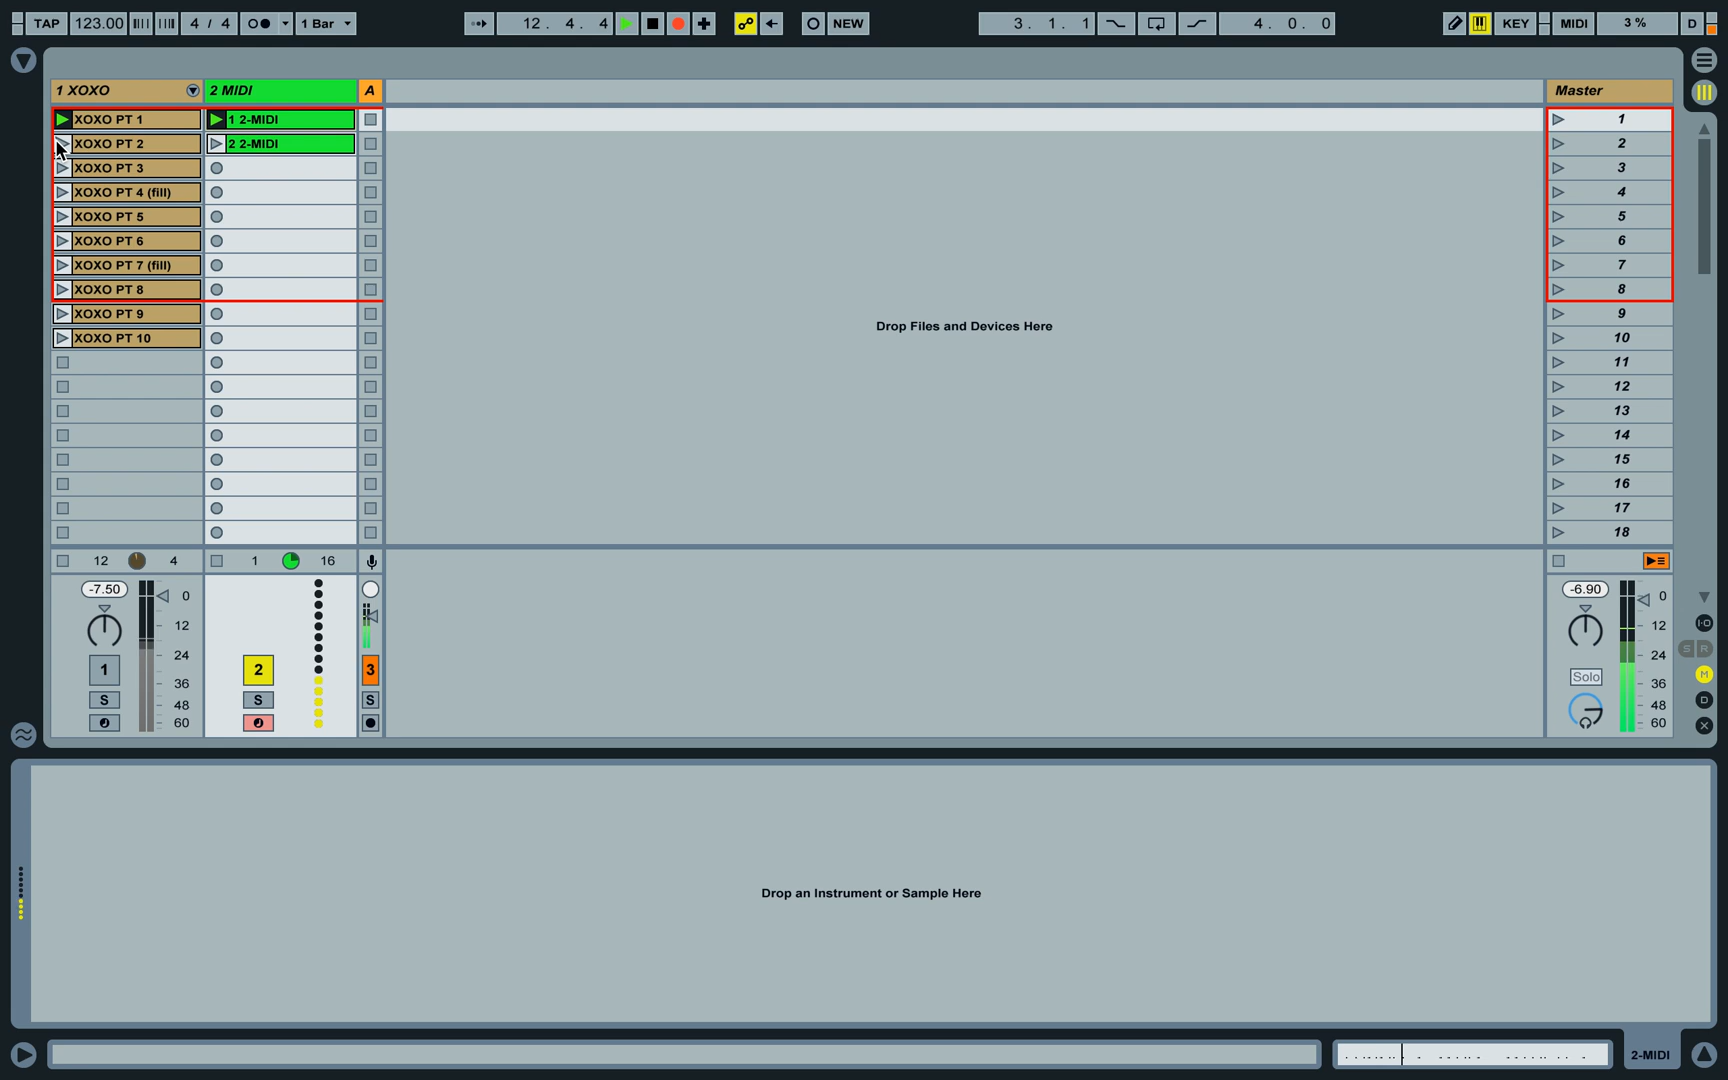 TAP 123.00 4 / 4 1 Bar 12. 4. 4 NEW 3. 1. 1 4. 0. 0 KEY MIDI 3 % D
1 XOXO 2 MIDI A Master
XOXO PT 1 1 2-MIDI 1
XOXO PT 2 2 2-MIDI 2
XOXO PT 3 3
XOXO PT 4 (fill) 4
XOXO PT 5 5
XOXO PT 6 6
XOXO PT 7 (fill) 7
XOXO PT 8 8
XOXO PT 9 9
Drop Files and Devices Here
XOXO PT 10 10
11
12
13
14
15
16
17
18
12 4 1 16
-7.50 0 -6.90 0
12 12 I·O
24 24 S R
1 2 3 Solo M
36 36
S S S 48 48 D
60 60
Drop an Instrument or Sample Here
2-MIDI